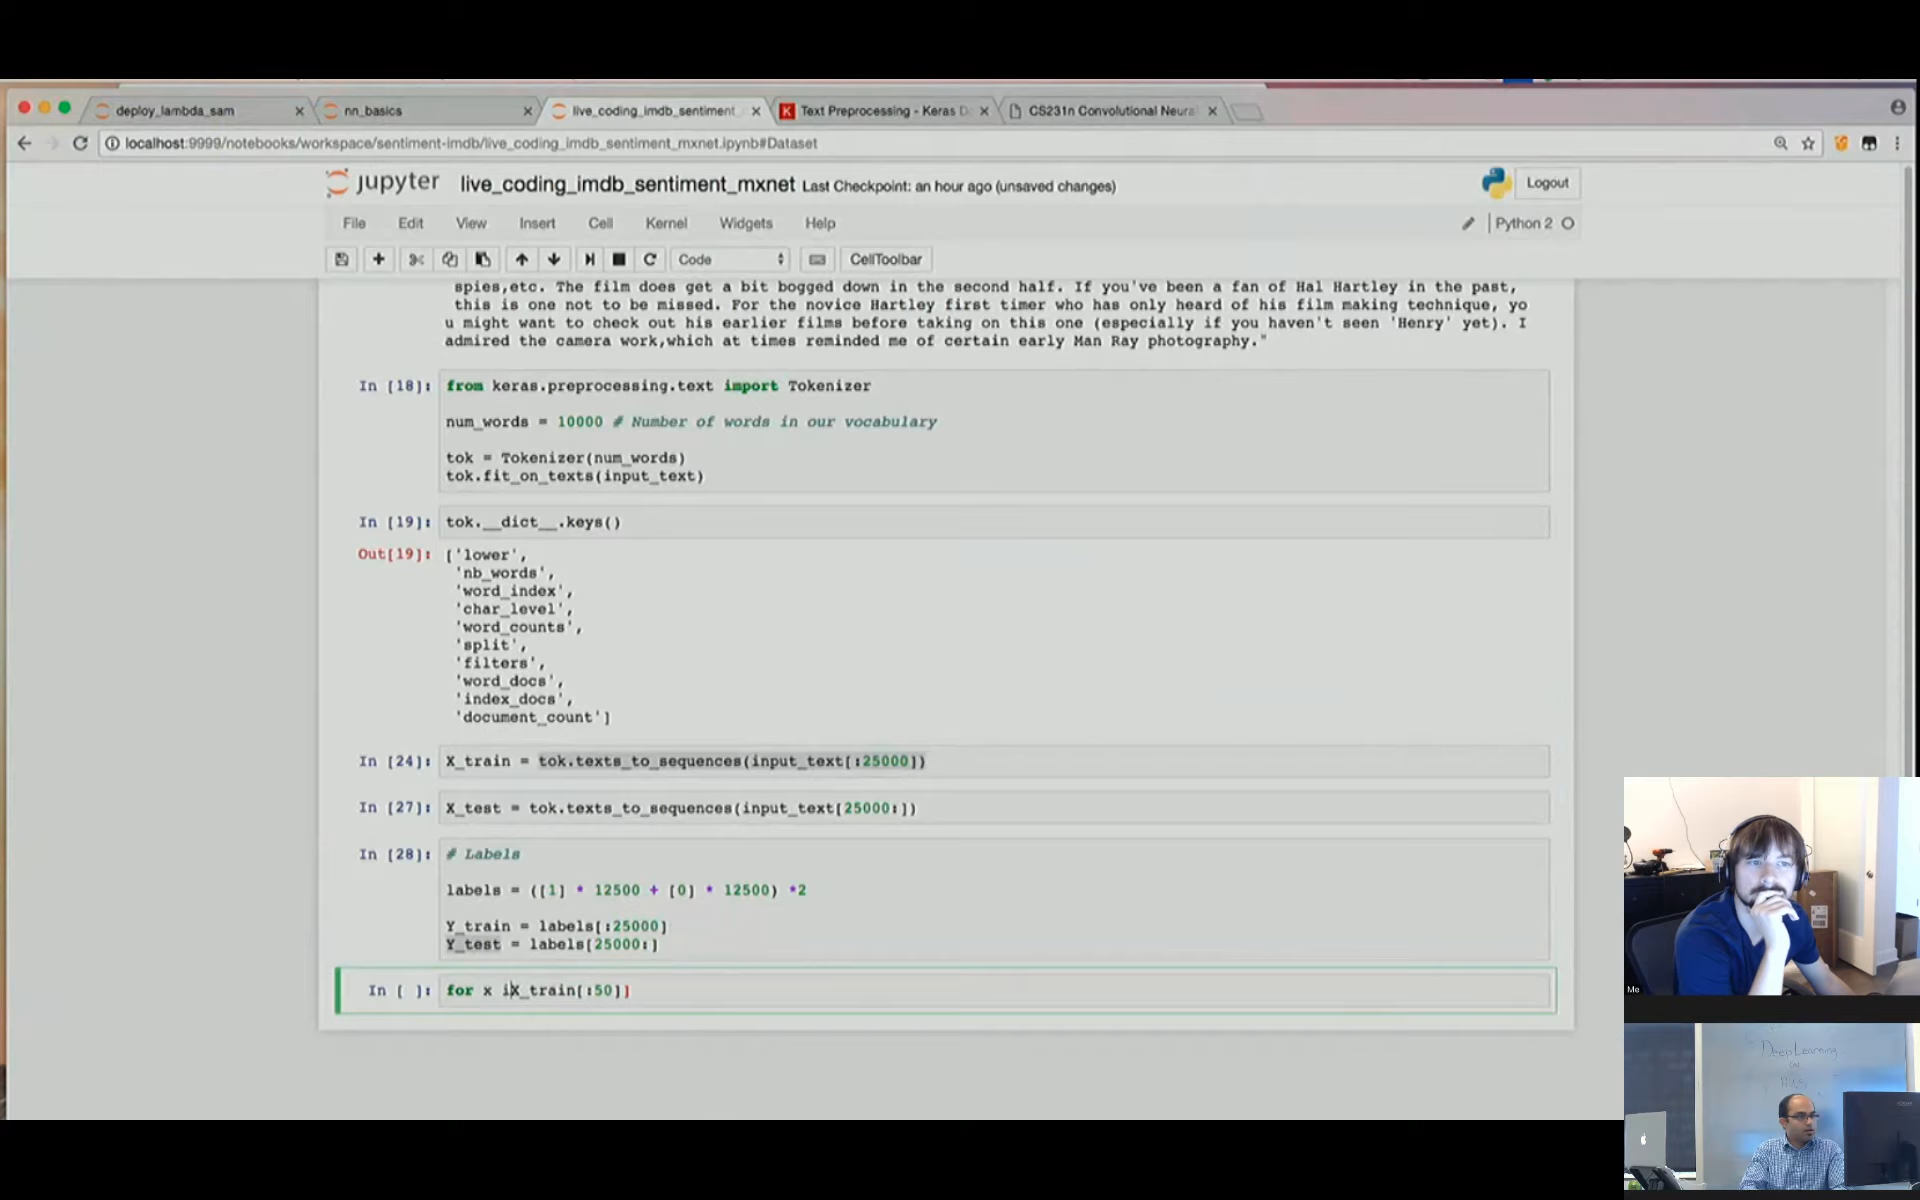 deploy_lambda_sam
nn_basics
live_coding_imdb_sentiment
Text Preprocessing - Keras D
CS231n Convolutional Neura
localhost:9999/notebooks/workspace/sentiment-imdb/live_coding_imdb_sentiment_mxnet.ipynb#Dataset
jupyter live_coding_imdb_sentiment_mxnet Last Checkpoint: an hour ago (unsaved changes)
Logout
File Edit View Insert Cell Kernel Widgets Help
Python 2
Code
CellToolbar
spies,etc. The film does get a bit bogged down in the second half. If you've been a fan of Hal Hartley in the past,
this is one not to be missed. For the novice Hartley first timer who has only heard of his film making technique, yo
u might want to check out his earlier films before taking on this one (especially if you haven't seen 'Henry' yet). I
admired the camera work,which at times reminded me of certain early Man Ray photography."
In [18]: from keras.preprocessing.text import Tokenizer
num_words = 10000 # Number of words in our vocabulary
tok = Tokenizer(num_words)
tok.fit_on_texts(input_text)
In [19]: tok.__dict__.keys()
Out[19]: ['lower',
'nb_words',
'word_index',
'char_level',
'word_counts',
'split',
'filters',
'word_docs',
'index_docs',
'document_count']
In [24]: X_train = tok.texts_to_sequences(input_text[:25000])
In [27]: X_test = tok.texts_to_sequences(input_text[25000:])
In [28]: # Labels
labels = ([1] * 12500 + [0] * 12500) *2
Y_train = labels[:25000]
Y_test = labels[25000:]
In [ ]: for x iX_train[:50]]
Me
Deep Learning
on